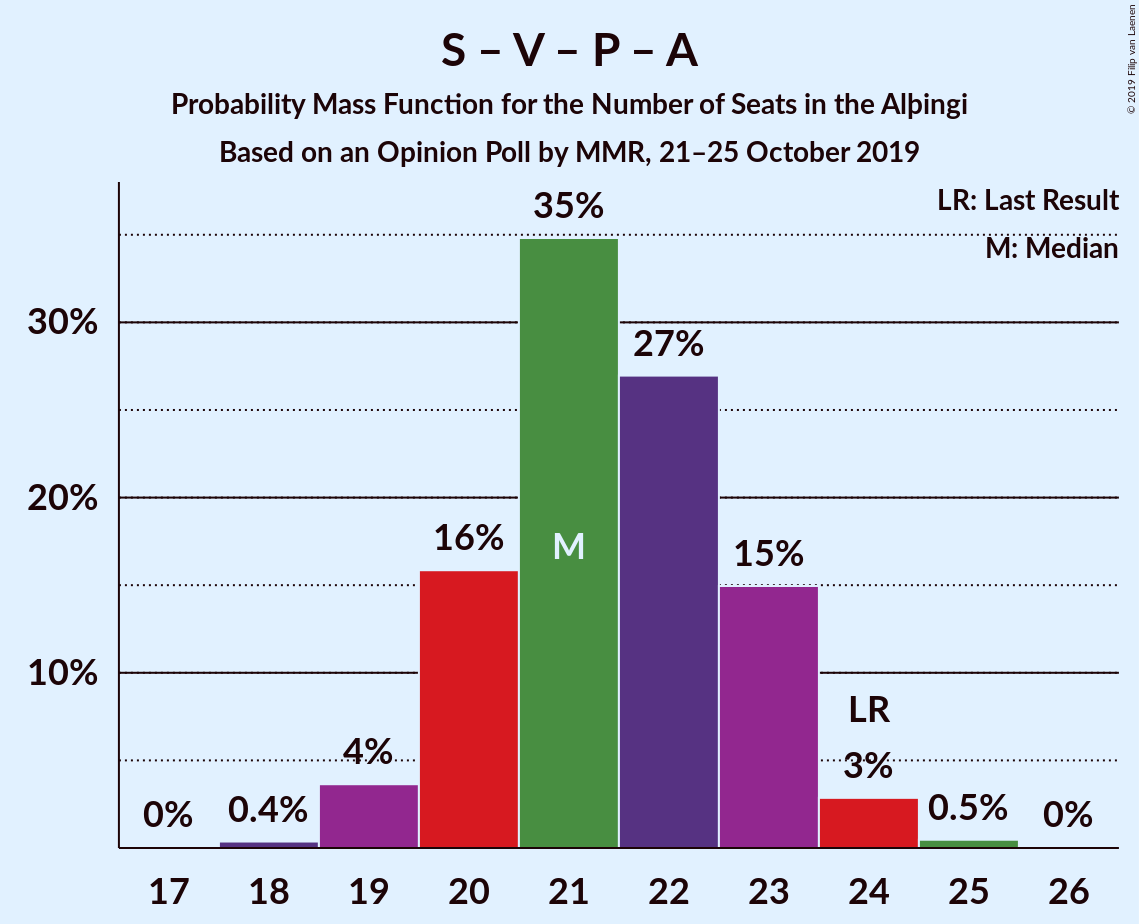 S – V – P – A
Probability Mass Function for the Number of Seats in the Alþingi
Based on an Opinion Poll by MMR, 21–25 October 2019
© 2019 Filip van Laenen
LR: Last Result
M: Median
30%
20%
10%
0%
0.4%
4%
16%
35%
M
27%
15%
LR
3%
0.5%
0%
17 18 19 20 21 22 23 24 25 26